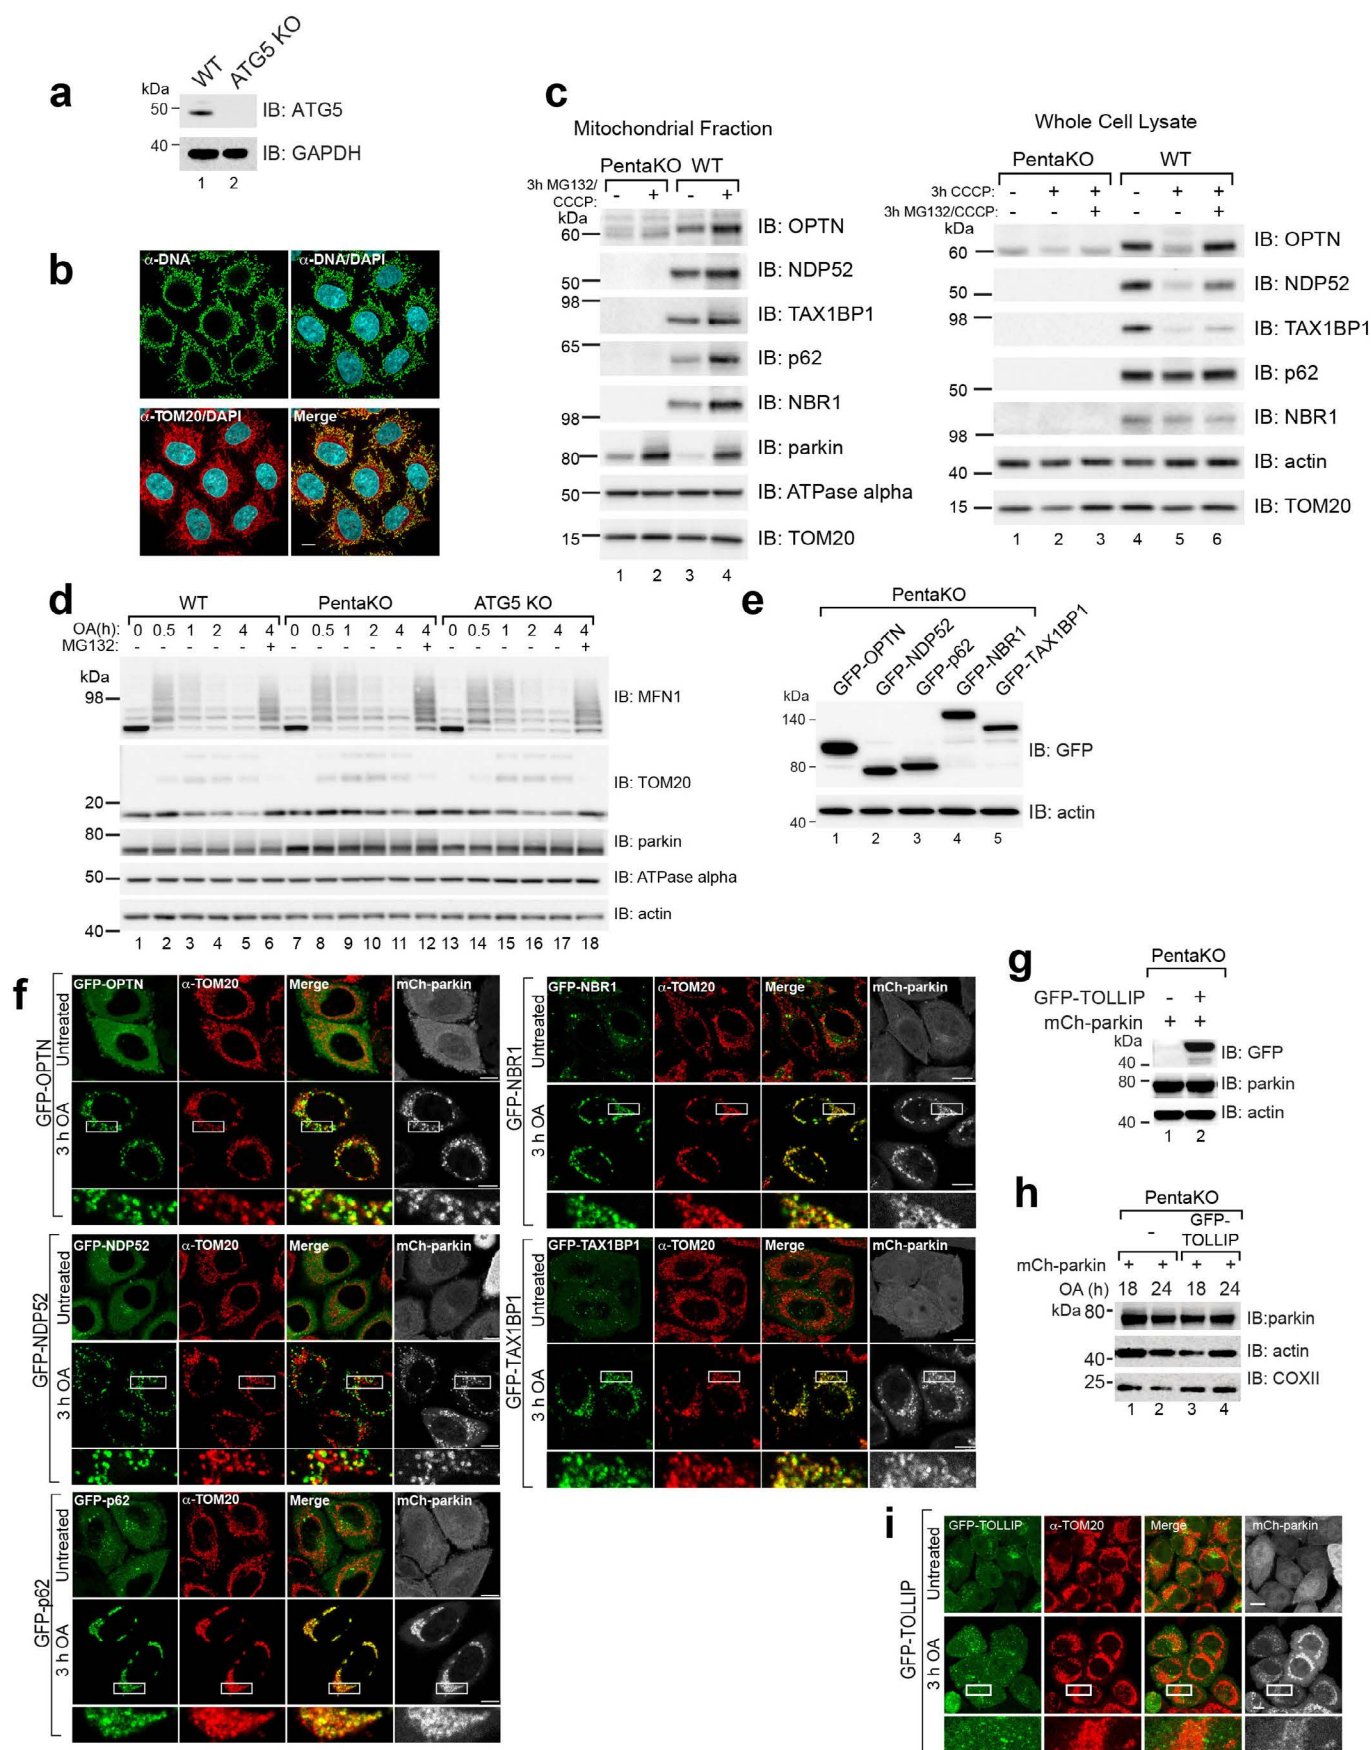 a
WT
ATG5 KO
kDa
50
IB: ATG5
40
IB: GAPDH
1 2
b
α-DNA
α-DNA/DAPI
α-TOM20/DAPI
Merge
c
Mitochondrial Fraction
PentaKO WT
3h MG132/
CCCP:
- + - +
kDa
60
IB: OPTN
50
IB: NDP52
98
IB: TAX1BP1
65
IB: p62
98
IB: NBR1
80
IB: parkin
50
IB: ATPase alpha
15
IB: TOM20
1 2 3 4
Whole Cell Lysate
PentaKO WT
3h CCCP: - + + - + +
3h MG132/CCCP: - - + - - +
kDa
60
IB: OPTN
50
IB: NDP52
98
IB: TAX1BP1
50
IB: p62
98
IB: NBR1
40
IB: actin
15
IB: TOM20
1 2 3 4 5 6
d
WT PentaKO ATG5 KO
OA(h): 0 0.5 1 2 4 4 0 0.5 1 2 4 4 0 0.5 1 2 4 4
MG132: - - - - - + - - - - - + - - - - - +
kDa
98
IB: MFN1
IB: TOM20
20
80
IB: parkin
50
IB: ATPase alpha
IB: actin
40
1 2 3 4 5 6 7 8 9 10 11 12 13 14 15 16 17 18
e
PentaKO
GFP-OPTN
GFP-NDP52
GFP-p62
GFP-NBR1
GFP-TAX1BP1
kDa
140
80
IB: GFP
40
IB: actin
1 2 3 4 5
f
GFP-OPTN
Untreated
3 h OA
GFP-OPTN α-TOM20 Merge mCh-parkin
GFP-NDP52
Untreated
3 h OA
GFP-NDP52 α-TOM20 Merge mCh-parkin
GFP-p62
Untreated
3 h OA
GFP-p62 α-TOM20 Merge mCh-parkin
GFP-NBR1
Untreated
3 h OA
GFP-NBR1 α-TOM20 Merge mCh-parkin
GFP-TAX1BP1
Untreated
3 h OA
GFP-TAX1BP1 α-TOM20 Merge mCh-parkin
g
PentaKO
GFP-TOLLIP - +
mCh-parkin + +
kDa
40
IB: GFP
80
IB: parkin
40
IB: actin
1 2
h
PentaKO
- GFP-
TOLLIP
mCh-parkin + + + +
OA (h) 18 24 18 24
kDa 80
IB:parkin
40
IB: actin
25
IB: COXII
1 2 3 4
i
GFP-TOLLIP
Untreated
3 h OA
GFP-TOLLIP α-TOM20 Merge mCh-parkin